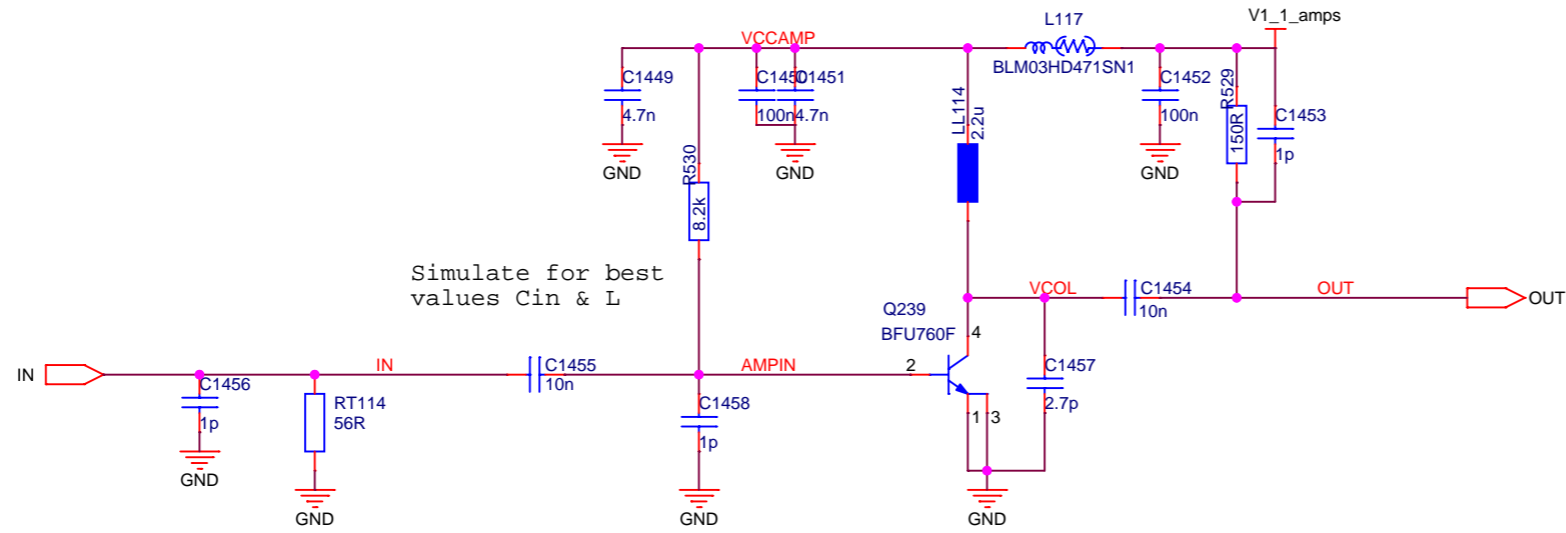 L117
V1_1_amps
VCCAMP
BLM03HD471SN1
C1449
4.7n
GND
C1450
100n
C1451
4.7n
GND
R530
8.2k
LL114
2.2u
C1452
100n
GND
R529
150R
C1453
1p
Simulate for best
values Cin & L
VCOL
C1454
10n
OUT
OUT
Q239
BFU760F
4
2
1
3
IN
IN
C1456
1p
GND
RT114
56R
GND
C1455
10n
AMPIN
C1458
1p
GND
C1457
2.7p
GND